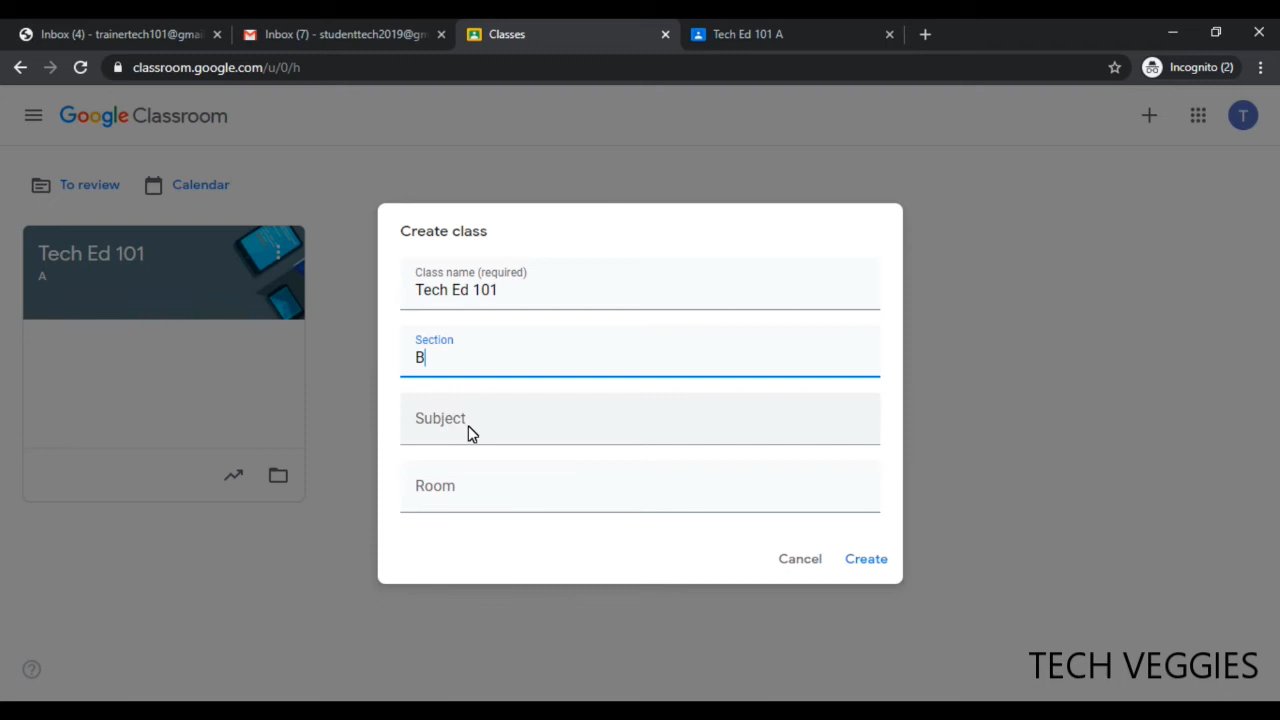 Inbox (4) - trainertech101@gmai
Inbox (7) - studenttech2019@gm
Classes
Tech Ed 101 A
classroom.google.com/u/0/h
Incognito (2)
Google Classroom
T
To review
Calendar
Tech Ed 101
A
Create class
Class name (required)
Tech Ed 101
Section
B
Subject
Room
Cancel
Create
TECH VEGGIES